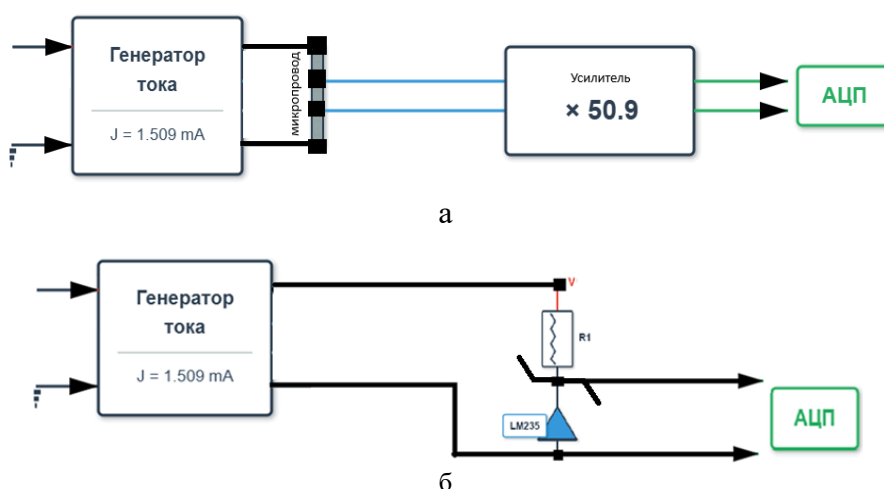 Генератор
тока
J = 1.509 mA
микропровод
Усилитель
× 50.9
АЦП
а
Генератор
тока
J = 1.509 mA
V
R1
LM235
АЦП
б